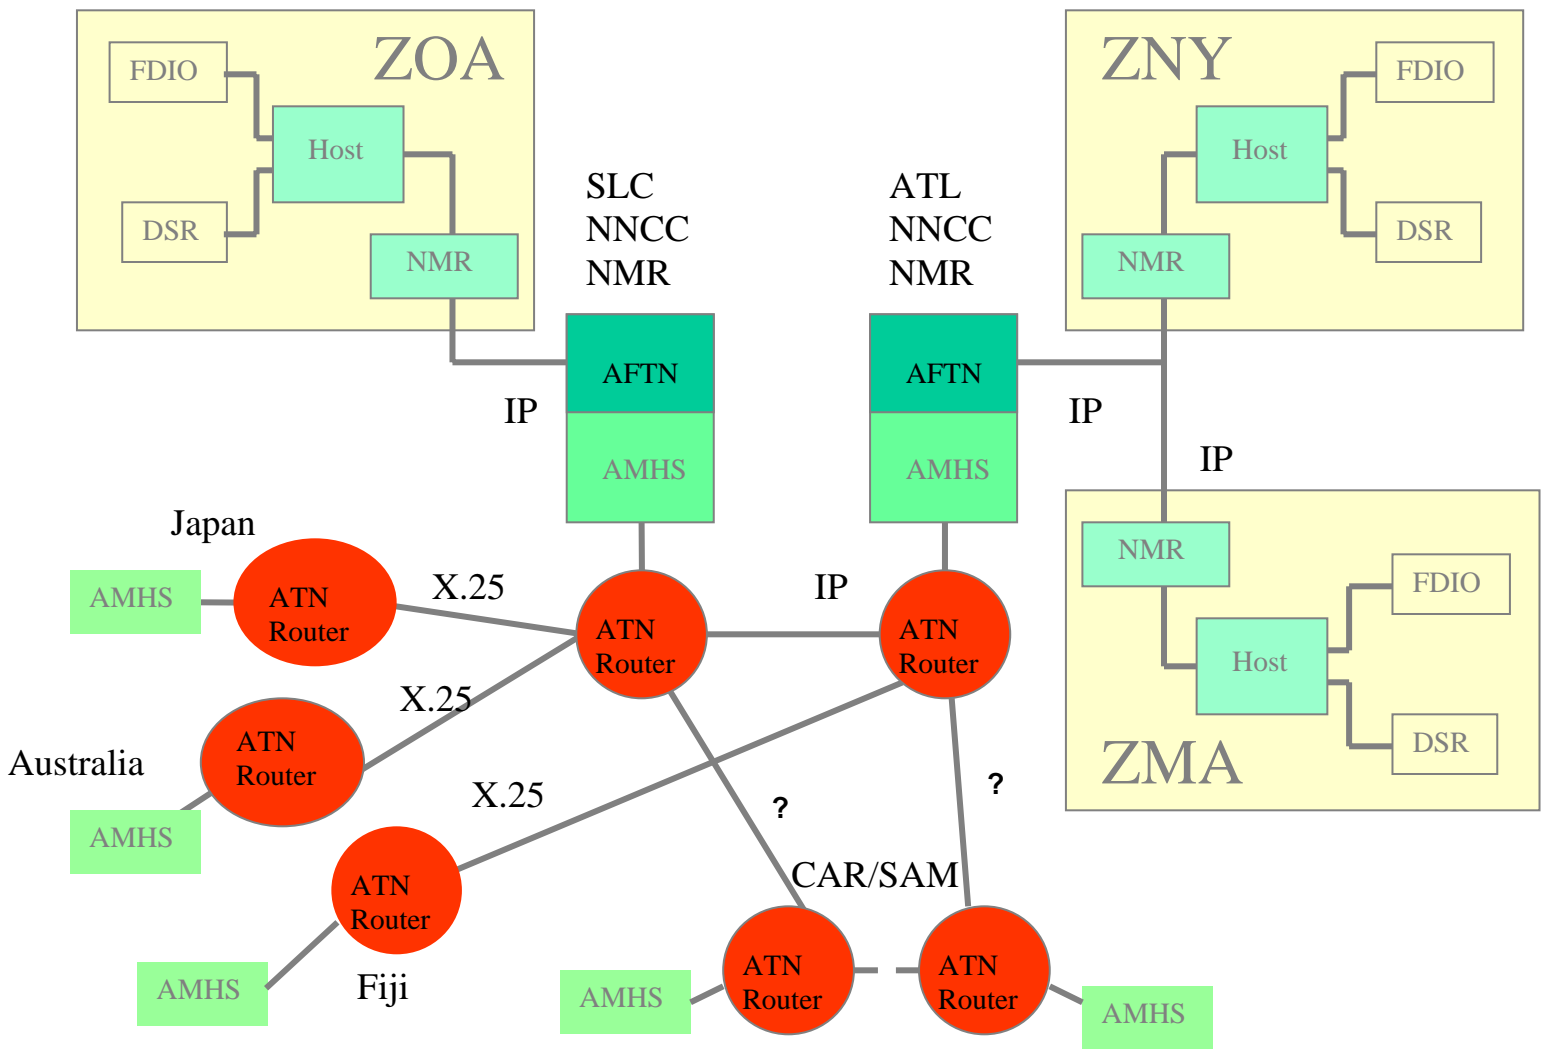 FDIO
ZOA
Host
DSR
NMR
ZNY
FDIO
Host
DSR
NMR
SLC
NNCC
NMR
ATL
NNCC
NMR
AFTN
AMHS
AFTN
AMHS
IP
IP
IP
NMR
FDIO
Host
DSR
ZMA
Japan
AMHS
ATN
Router
X.25
ATN
Router
IP
ATN
Router
X.25
Australia
ATN
Router
AMHS
X.25
?
?
ATN
Router
AMHS
Fiji
CAR/SAM
AMHS
ATN
Router
ATN
Router
AMHS